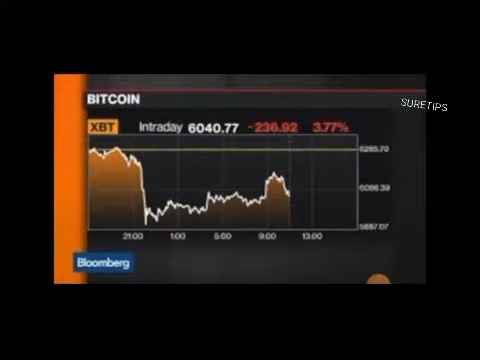 BITCOIN
SURETIPS
XBT Intraday 6040.77 -236.92 3.77%
6285.70
6086.39
5887.07
21:00 1:00 5:00 9:00 13:00
Bloomberg